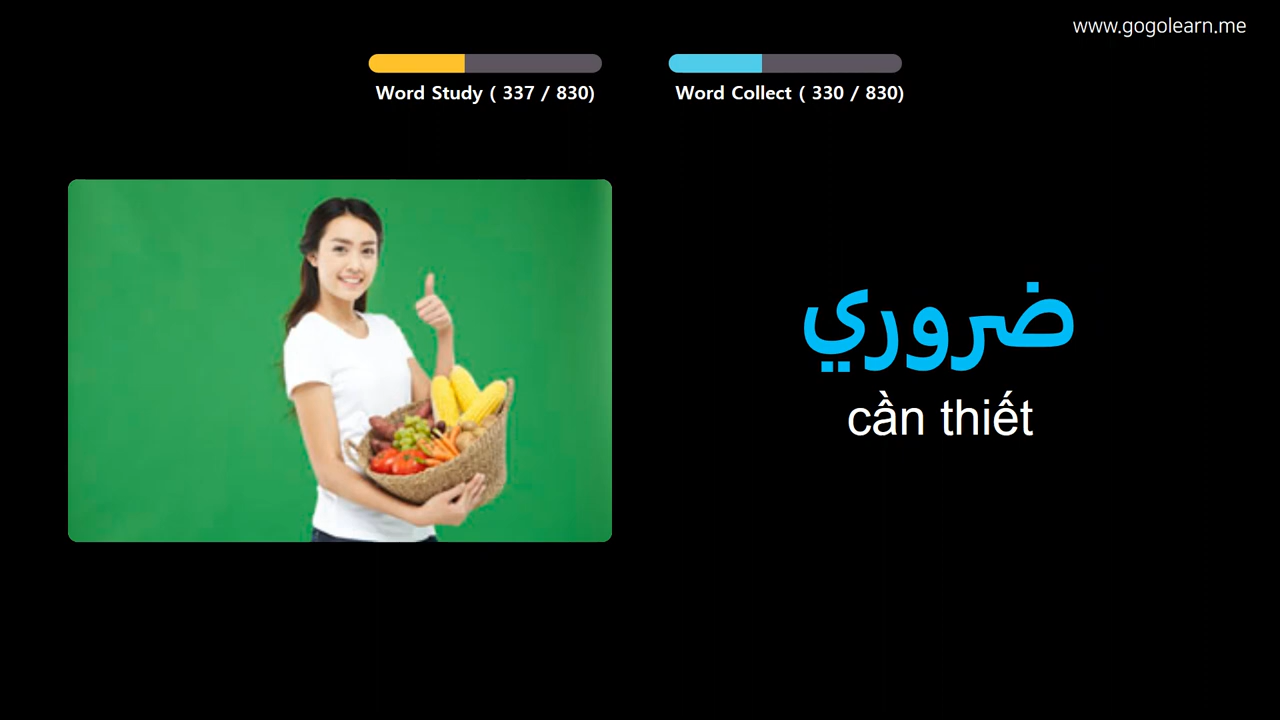 www.gogolearn.me
Word Study ( 337 / 830)
Word Collect ( 330 / 830)
ضروري
cần thiết